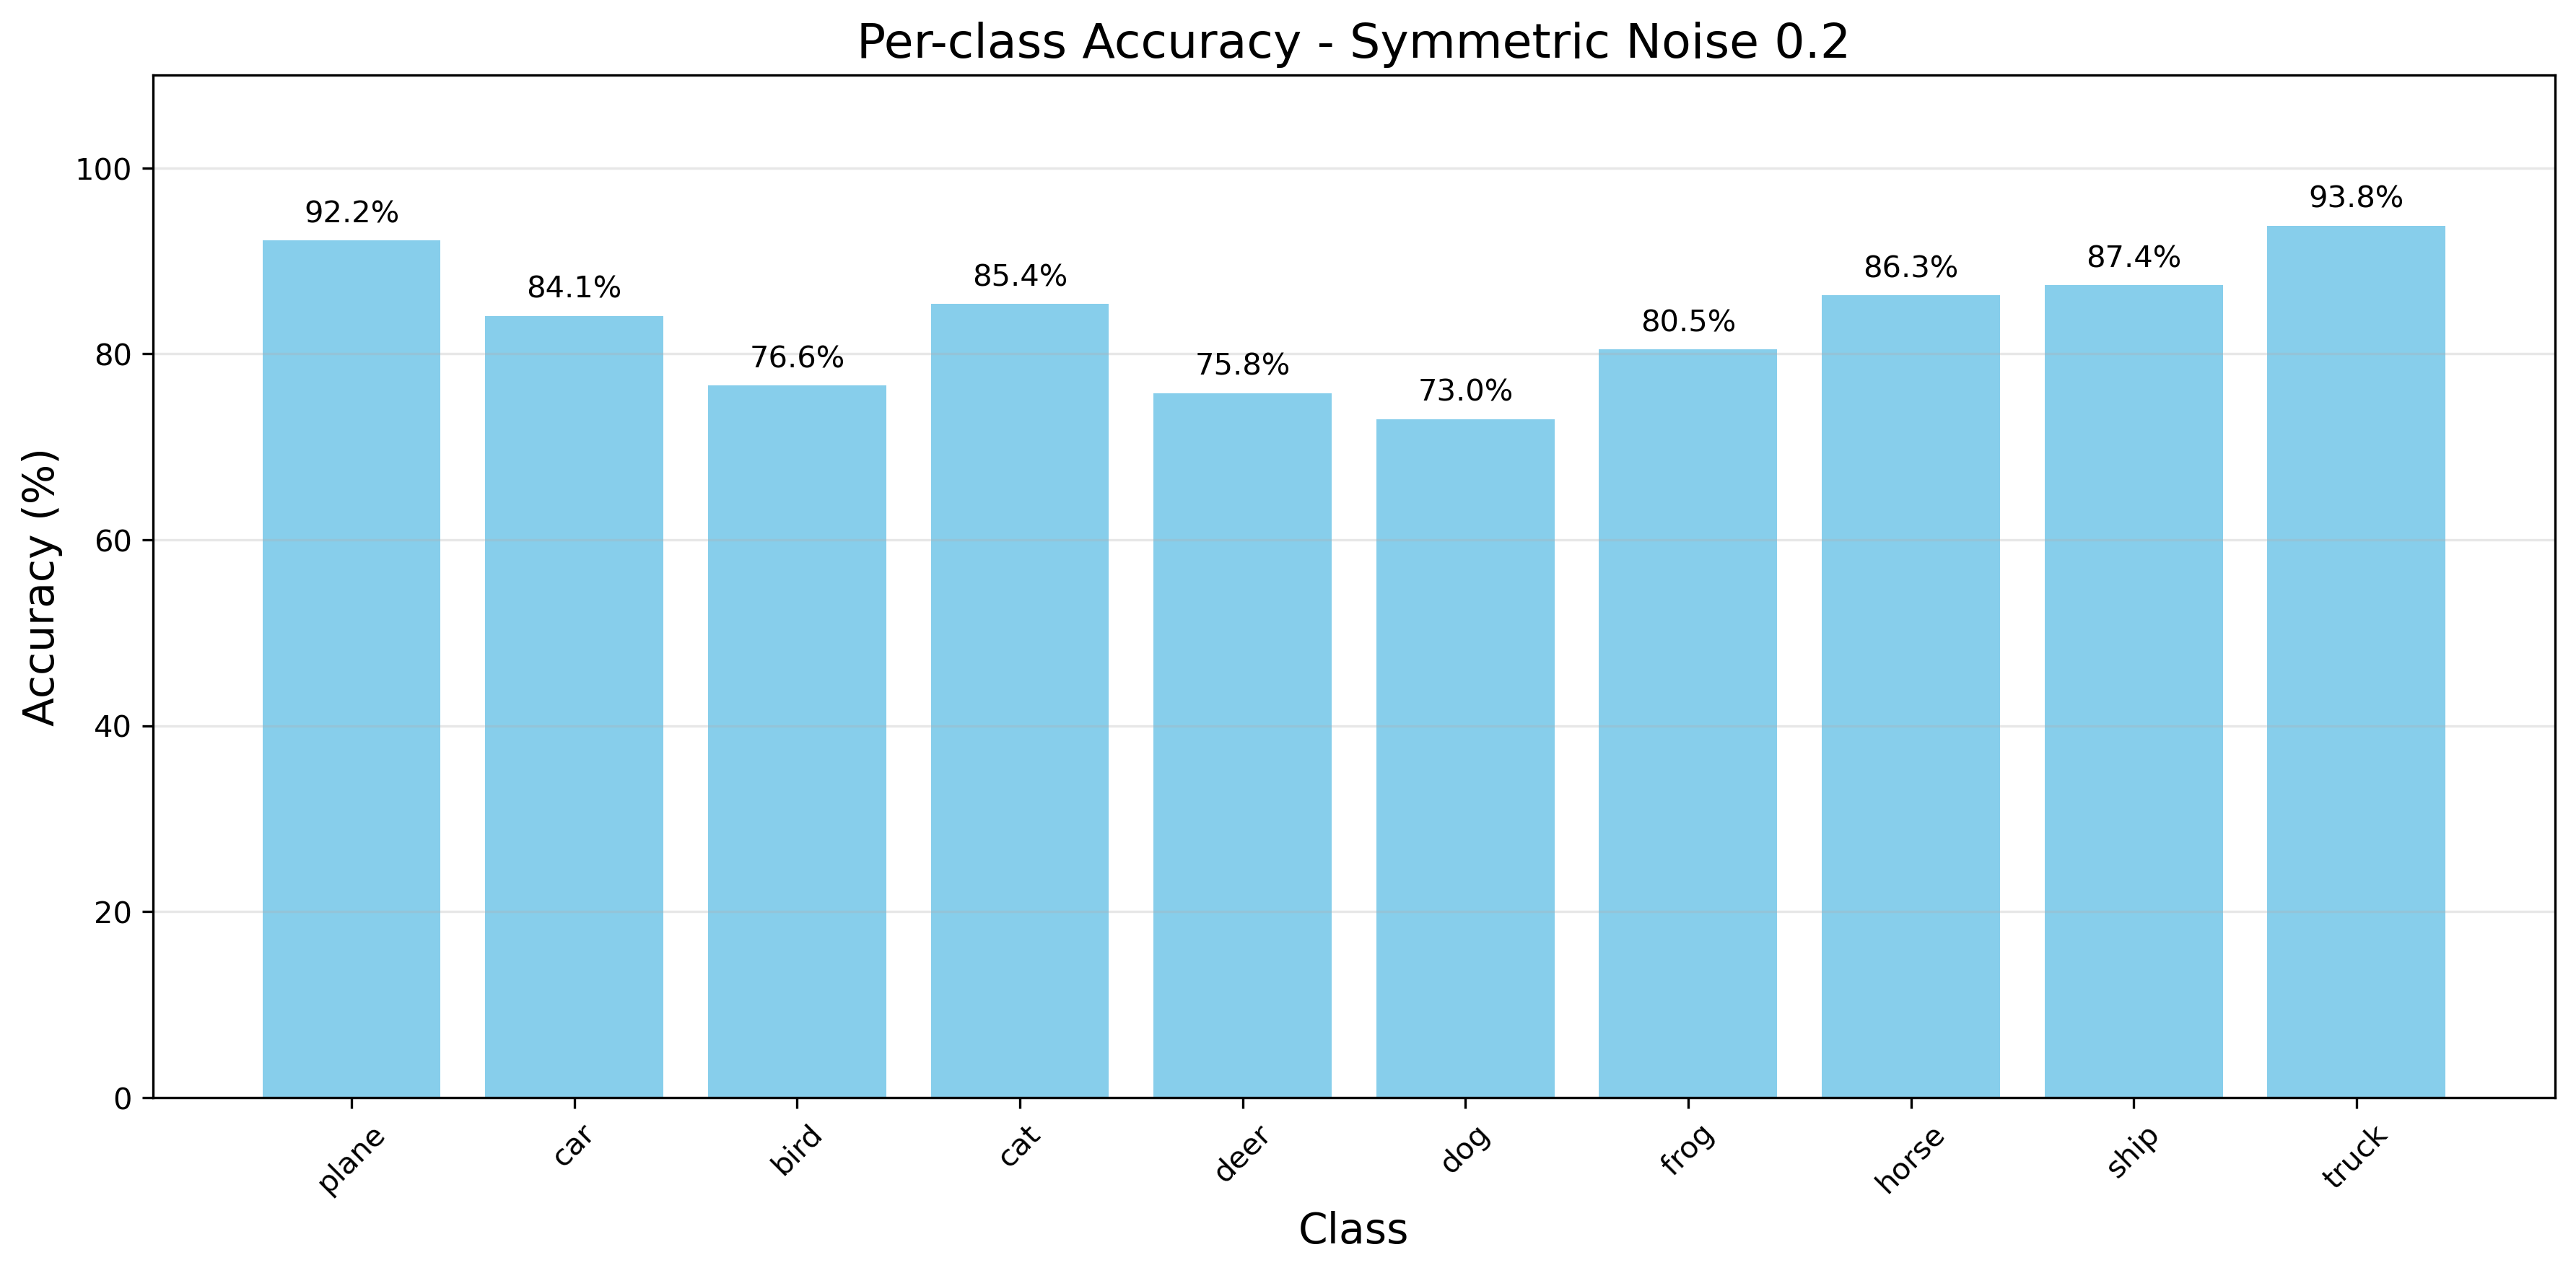 Per-class Accuracy - Symmetric Noise 0.2
Accuracy (%)
100
80
60
40
20
0
92.2%
84.1%
76.6%
85.4%
75.8%
73.0%
80.5%
86.3%
87.4%
93.8%
plane
car
bird
cat
deer
dog
frog
horse
ship
truck
Class